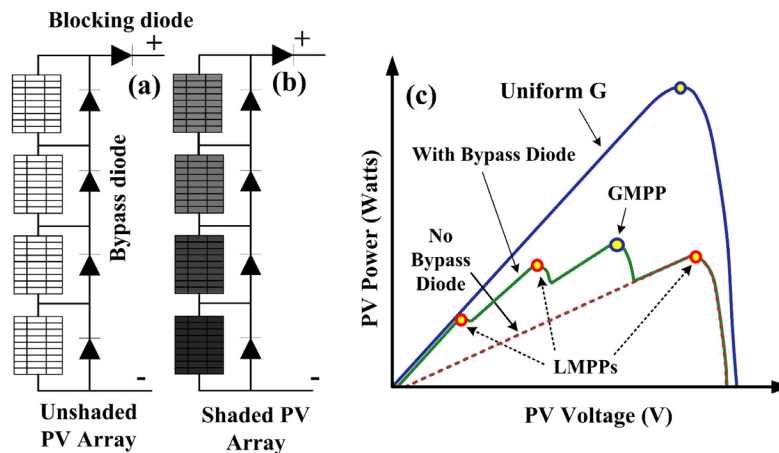 Blocking diode
+
+
(a)
(b)
Bypass diode
-
-
Unshaded
PV Array
Shaded PV
Array
(c)
Uniform G
With Bypass Diode
GMPP
No
Bypass
Diode
LMPPs
PV Power (Watts)
PV Voltage (V)